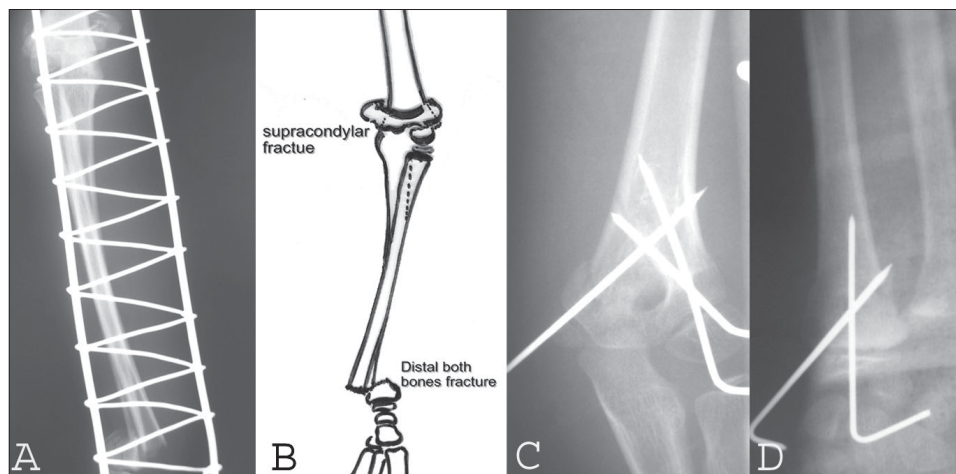 supracondylar
fractue
Distal both
bones fracture
A
B
C
D